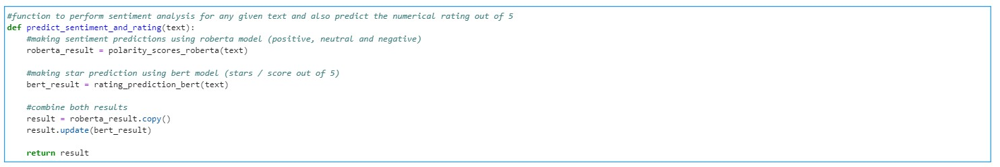 #function to perform sentiment analysis for any given text and also predict the numerical rating out of 5
def predict_sentiment_and_rating(text):
    #making sentiment predictions using roberta model (positive, neutral and negative)
    roberta_result = polarity_scores_roberta(text)

    #making star prediction using bert model (stars / score out of 5)
    bert_result = rating_prediction_bert(text)

    #combine both results
    result = roberta_result.copy()
    result.update(bert_result)

    return result